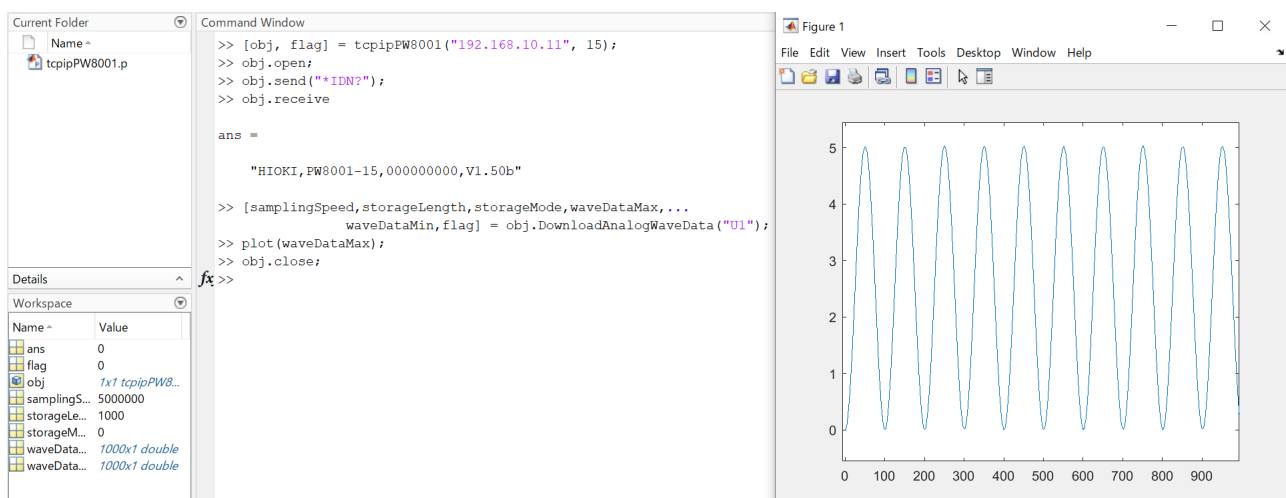 Current Folder
Name
tcpipPW8001.p
Details
Workspace
Name Value
ans 0
flag 0
obj 1x1 tcpipPW8...
samplingS... 5000000
storageLe... 1000
storageM... 0
waveData... 1000x1 double
waveData... 1000x1 double
Command Window
>> [obj, flag] = tcpipPW8001("192.168.10.11", 15);
>> obj.open;
>> obj.send("*IDN?");
>> obj.receive
ans =
"HIOKI,PW8001-15,000000000,V1.50b"
>> [samplingSpeed,storageLength,storageMode,waveDataMax,...
waveDataMin,flag] = obj.DownloadAnalogWaveData("U1");
>> plot(waveDataMax);
>> obj.close;
fx >>
Figure 1
File Edit View Insert Tools Desktop Window Help
5
4
3
2
1
0
0 100 200 300 400 500 600 700 800 900